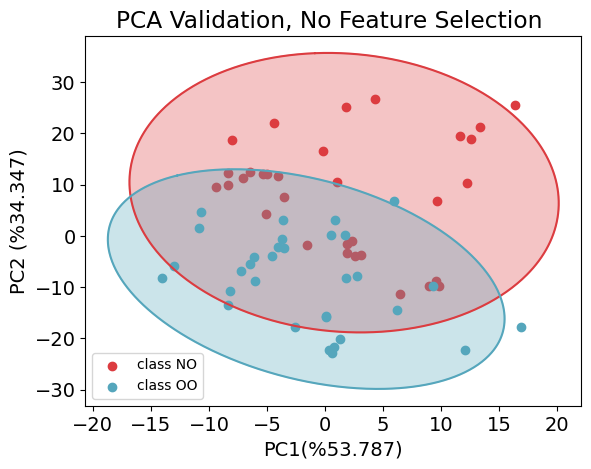 PCA Validation, No Feature Selection
PC2 (%34.347)
30
20
10
0
−10
−20
−30
class NO
class OO
−20 −15 −10 −5 0 5 10 15 20
PC1(%53.787)